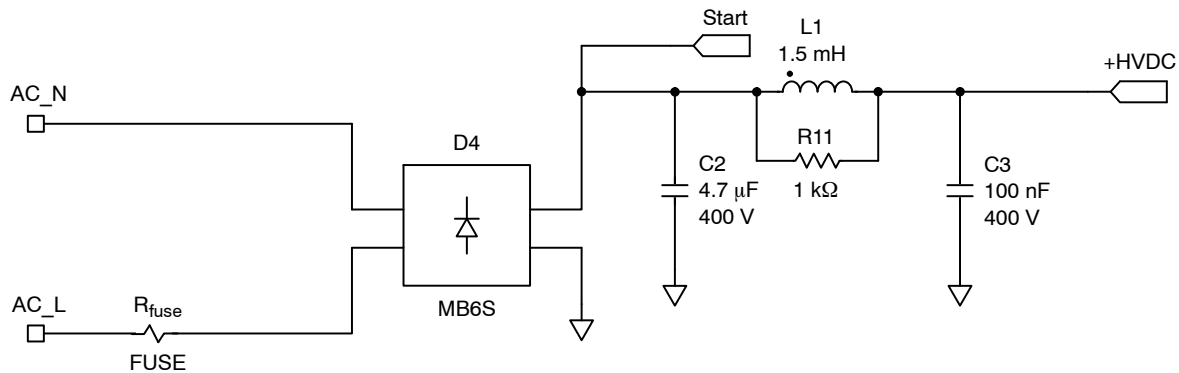 Start
L1
1.5 mH
+HVDC
AC_N
D4
R11
1 kΩ
C2
4.7 µF
400 V
C3
100 nF
400 V
MB6S
AC_L
Rfuse
FUSE